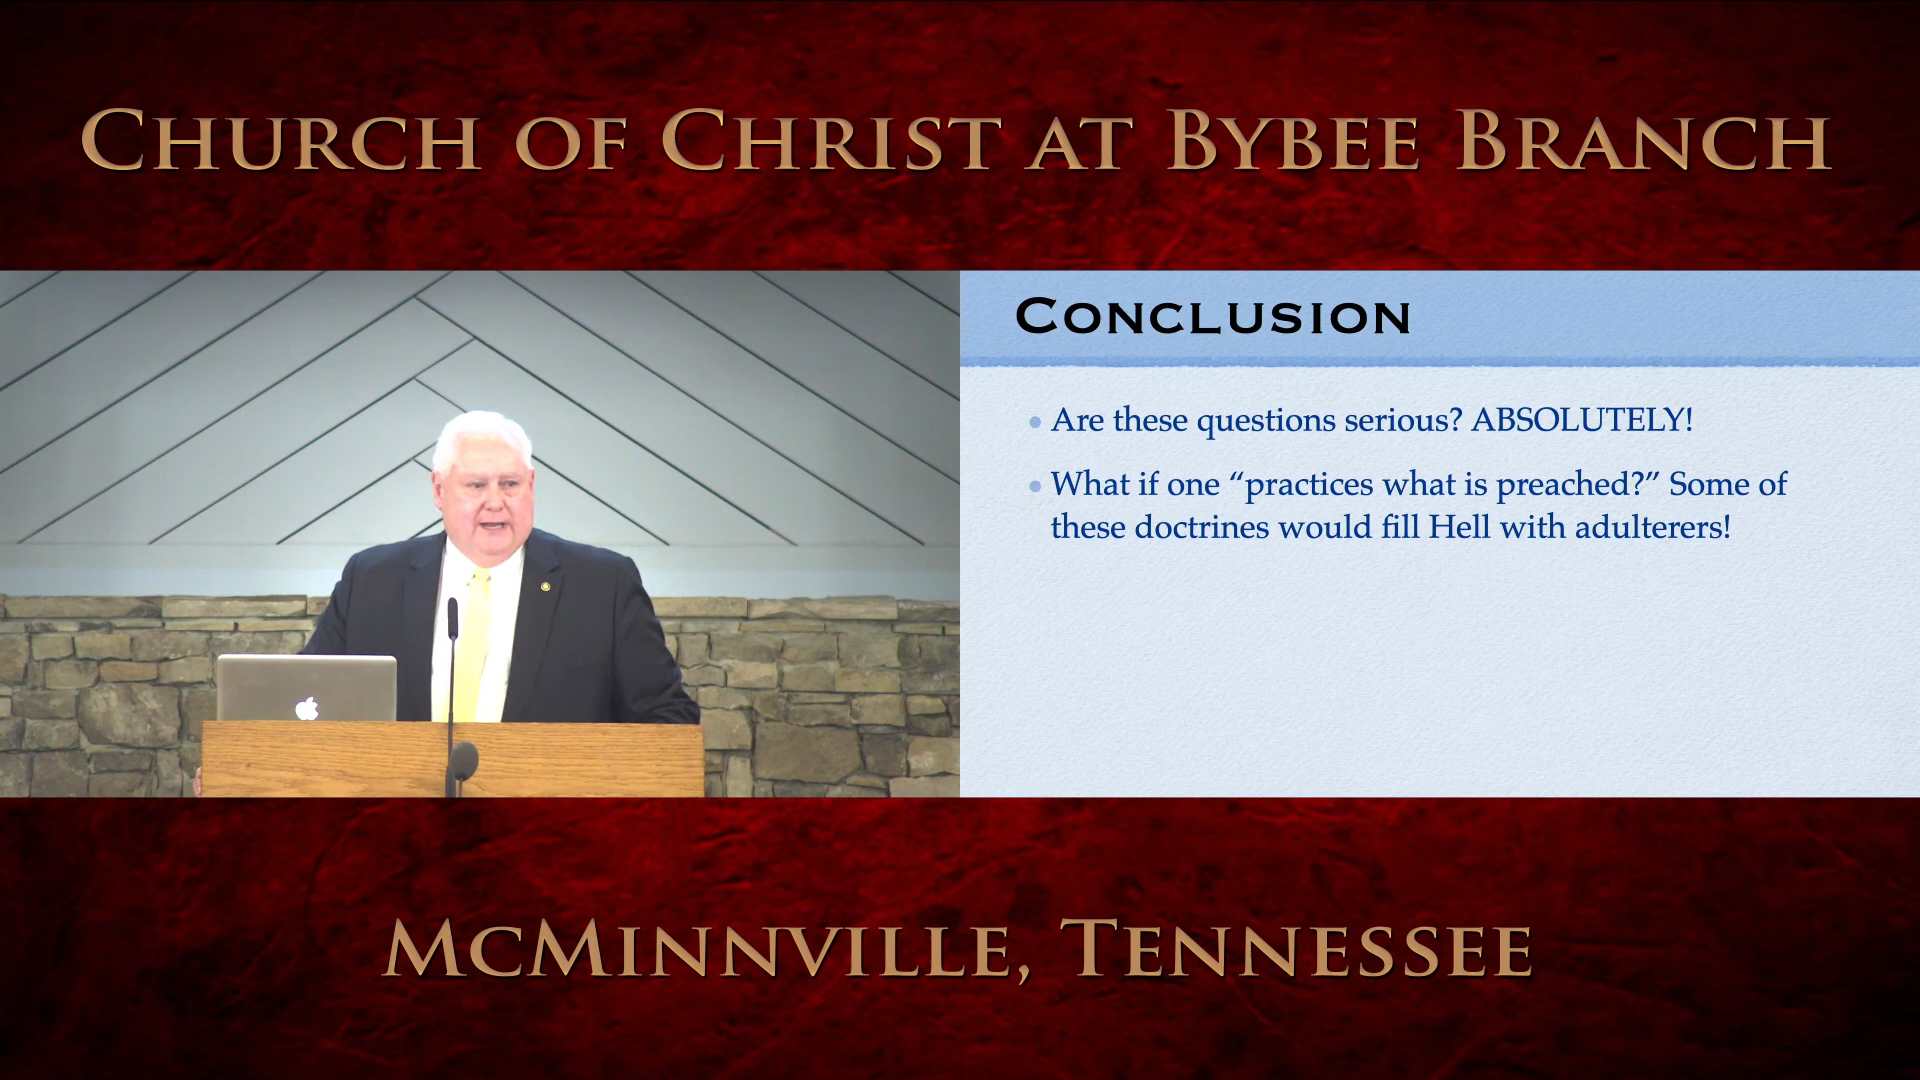 CHURCH OF CHRIST AT BYBEE BRANCH
CONCLUSION
Are these questions serious? ABSOLUTELY!
What if one “practices what is preached?” Some of
these doctrines would fill Hell with adulterers!
MCMINNVILLE, TENNESSEE